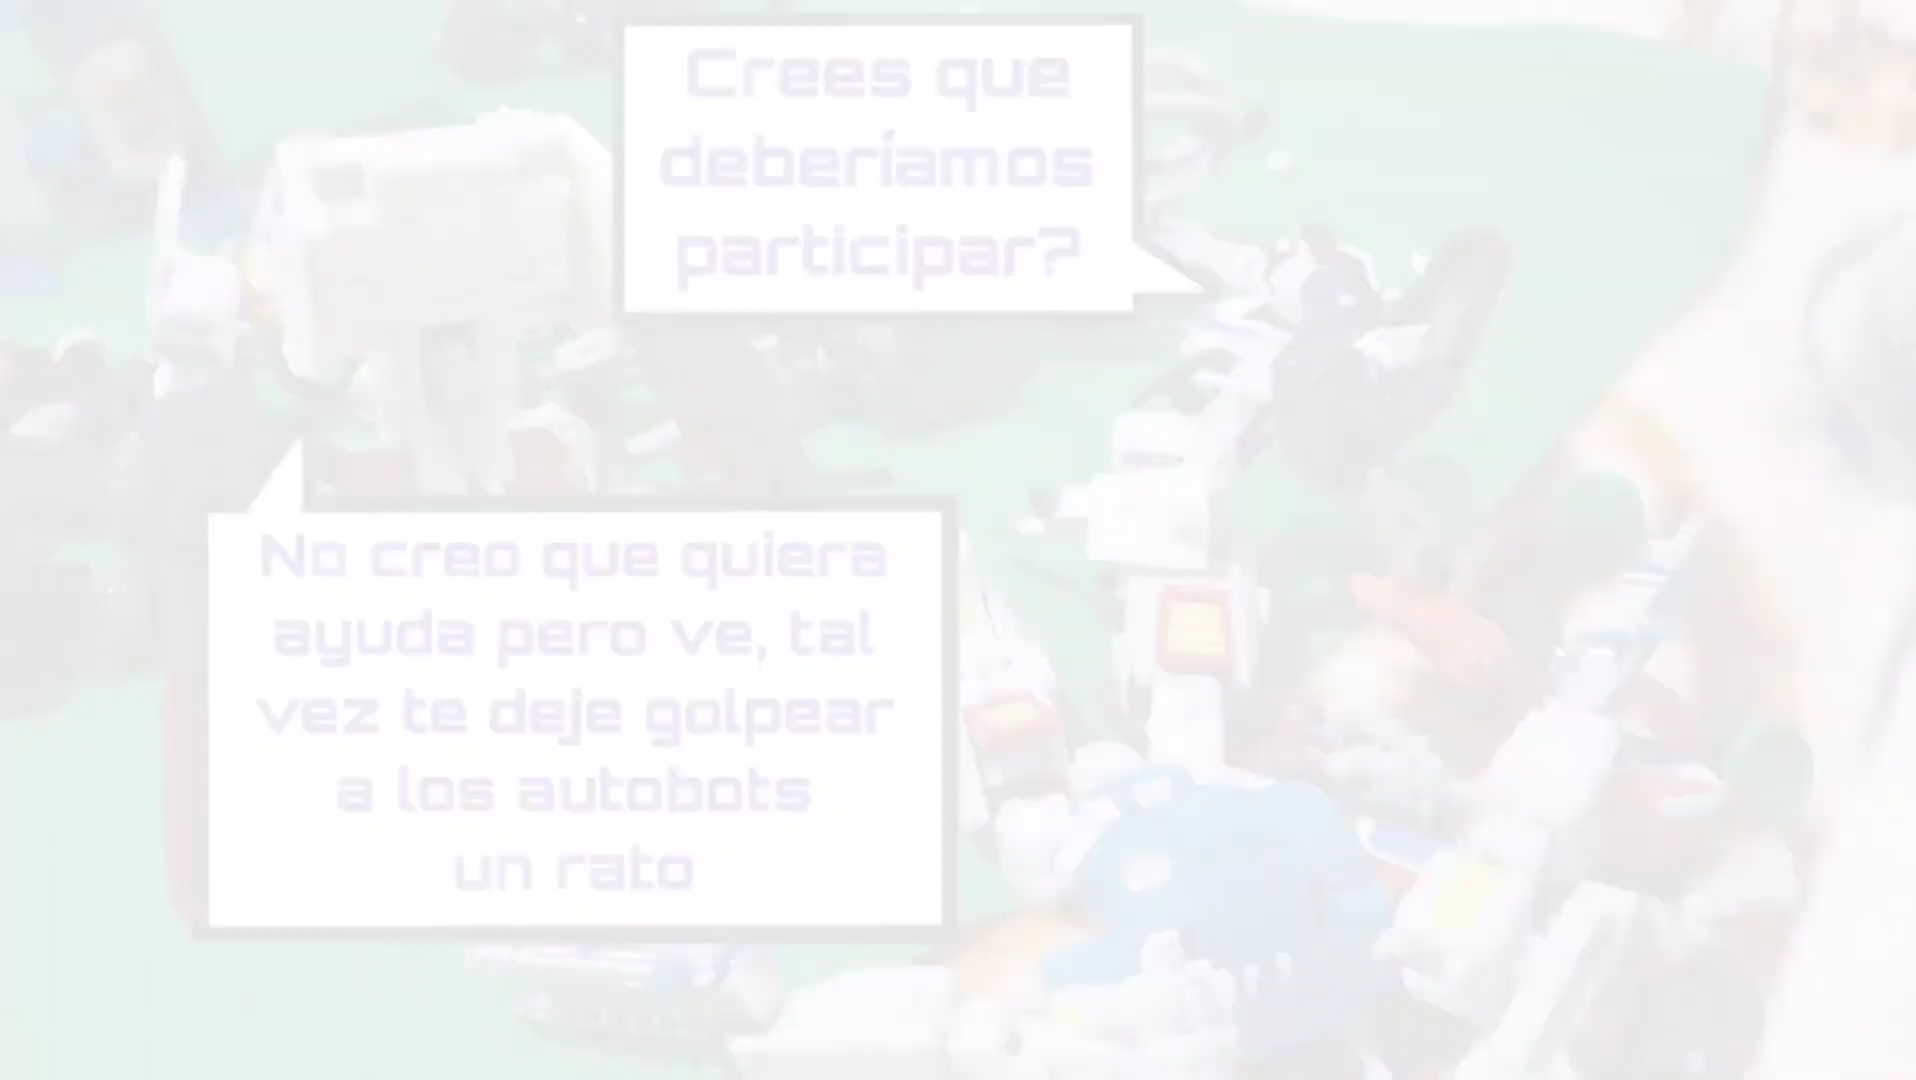 Crees que
deberíamos
participar?
No creo que quiera
ayuda pero ve, tal
vez te deje golpear
a los autobots
un rato